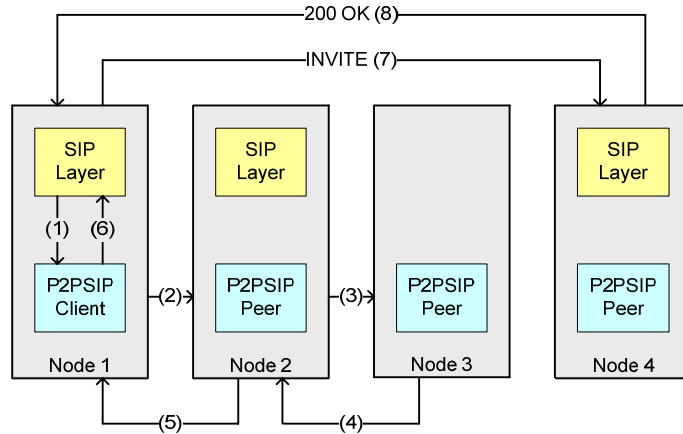 200 OK (8)
INVITE (7)
SIP
Layer
SIP
Layer
SIP
Layer
(1)
(6)
P2PSIP
Client
(2)
P2PSIP
Peer
(3)
P2PSIP
Peer
P2PSIP
Peer
Node 1
Node 2
Node 3
Node 4
(5)
(4)